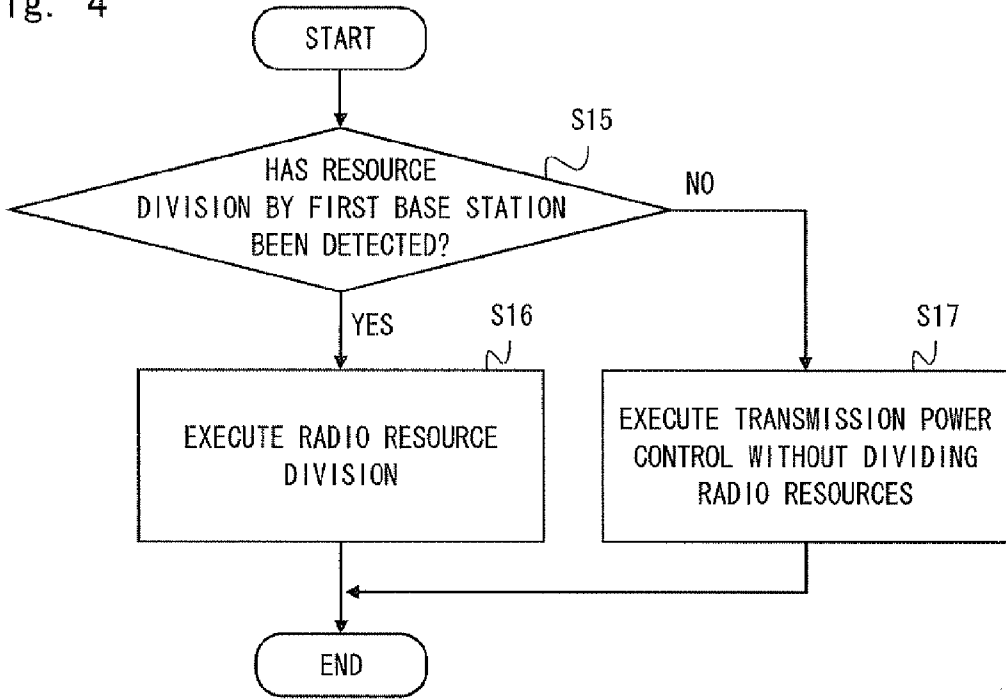 ig. 4
START
S15
HAS RESOURCE
DIVISION BY FIRST BASE STATION
BEEN DETECTED?
NO
YES
S16
S17
EXECUTE RADIO RESOURCE
DIVISION
EXECUTE TRANSMISSION POWER
CONTROL WITHOUT DIVIDING
RADIO RESOURCES
END